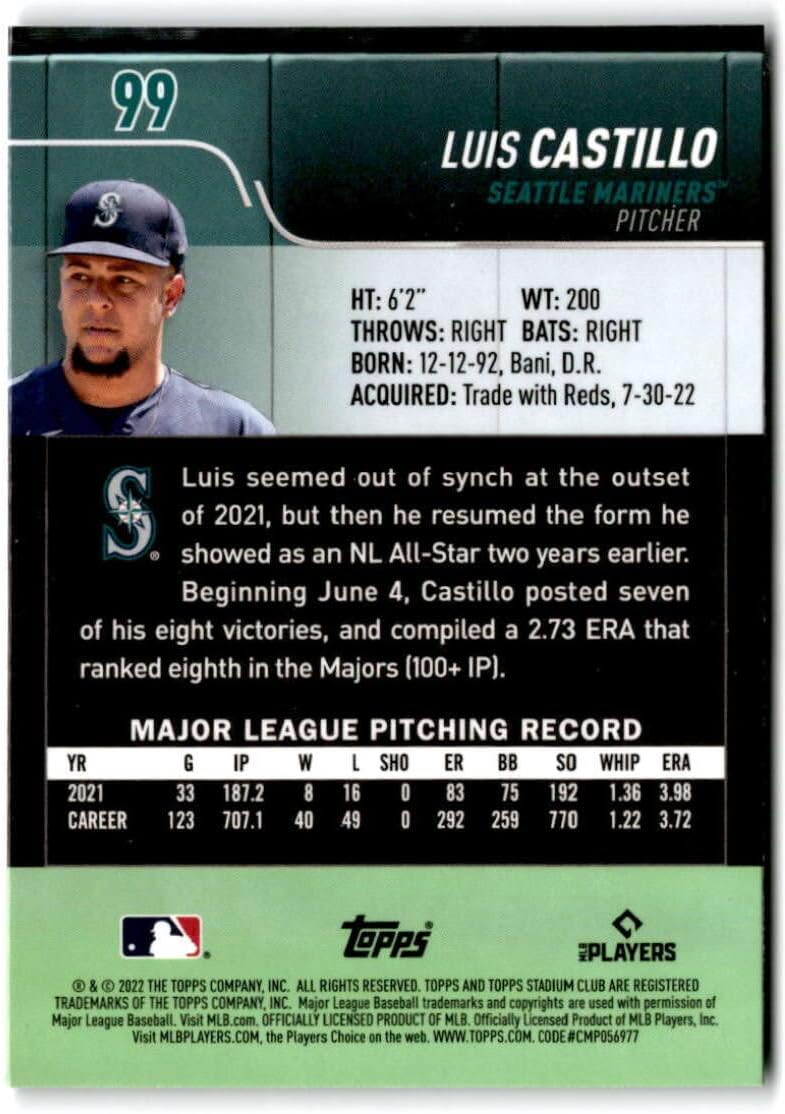 99
LUIS CASTILLO
SEATTLE MARINERS™
PITCHER
S
HT: 6'2" WT: 200
THROWS: RIGHT BATS: RIGHT
BORN: 12-12-92, Bani, D.R.
ACQUIRED: Trade with Reds, 7-30-22
S®
Luis seemed out of synch at the outset
of 2021, but then he resumed the form he
showed as an NL All-Star two years earlier.
Beginning June 4, Castillo posted seven
of his eight victories, and compiled a 2.73 ERA that
ranked eighth in the Majors (100+ IP).
MAJOR LEAGUE PITCHING RECORD
YR G IP W L SHO ER BB SO WHIP ERA
2021 33 187.2 8 16 0 83 75 192 1.36 3.98
CAREER 123 707.1 40 49 0 292 259 770 1.22 3.72
® Topps® MLB PLAYERS
® & © 2022 THE TOPPS COMPANY, INC. ALL RIGHTS RESERVED. TOPPS AND TOPPS STADIUM CLUB ARE REGISTERED
TRADEMARKS OF THE TOPPS COMPANY, INC. Major League Baseball trademarks and copyrights are used with permission of
Major League Baseball. Visit MLB.com. OFFICIALLY LICENSED PRODUCT OF MLB. Officially Licensed Product of MLB Players, Inc.
Visit MLBPLAYERS.COM, the Players Choice on the web. WWW.TOPPS.COM. CODE#CMP056977